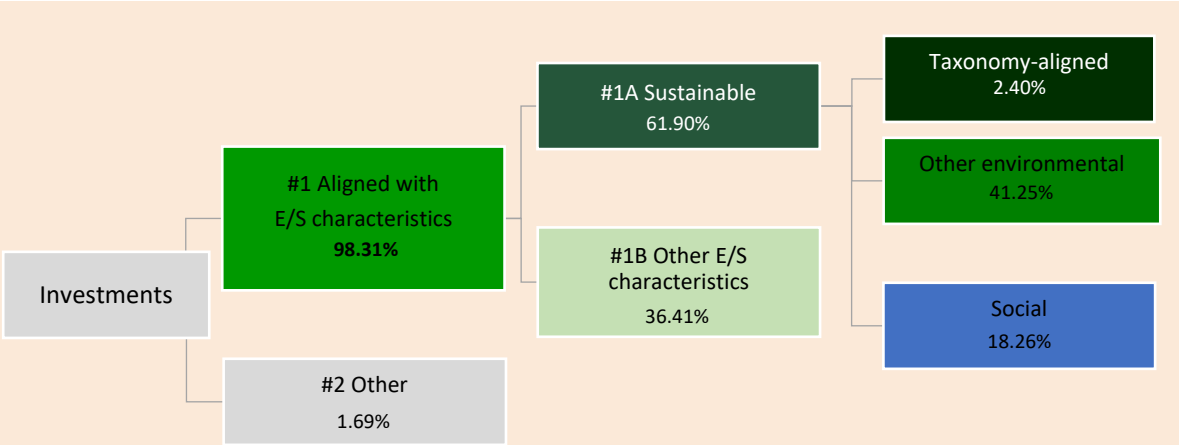 Investments
#1 Aligned with
E/S characteristics
98.31%
#2 Other
1.69%
#1A Sustainable
61.90%
#1B Other E/S
characteristics
36.41%
Taxonomy-aligned
2.40%
Other environmental
41.25%
Social
18.26%